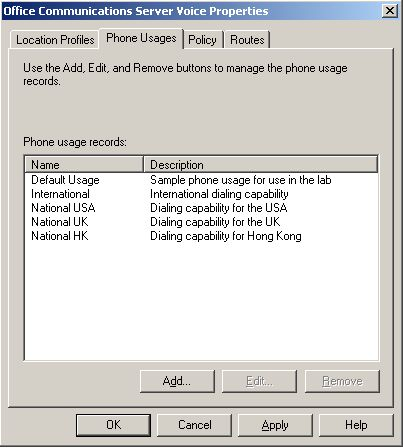 Office Communications Server Voice Properties
Location Profiles Phone Usages Policy Routes
Use the Add, Edit, and Remove buttons to manage the phone usage
records.
Phone usage records:
Name Description
Default Usage Sample phone usage for use in the lab
International International dialing capability
National USA Dialing capability for the USA
National UK Dialing capability for the UK
National HK Dialing capability for Hong Kong
Add... Edit... Remove
OK Cancel Apply Help